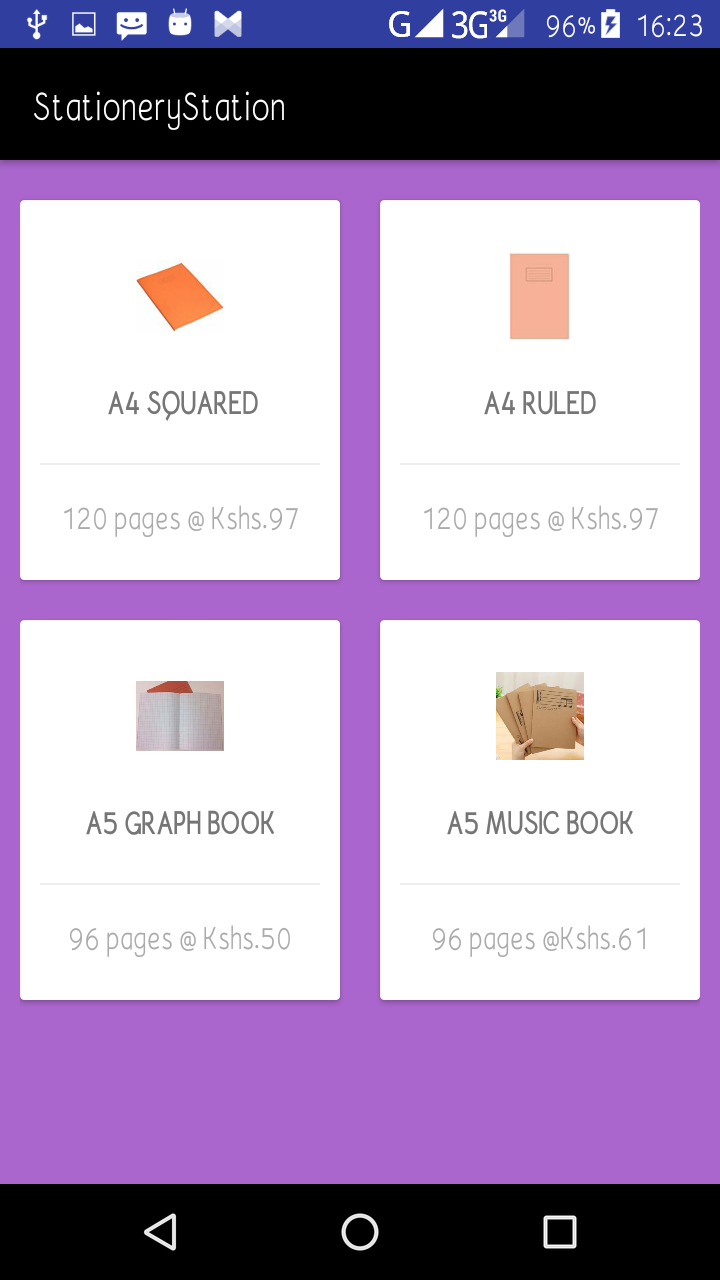 G 3G 3G 96% 16:23
StationeryStation
A4 SQUARED
A4 RULED
120 pages @ Kshs.97
120 pages @ Kshs.97
A5 GRAPH BOOK
A5 MUSIC BOOK
96 pages @ Kshs.50
96 pages @Kshs.61